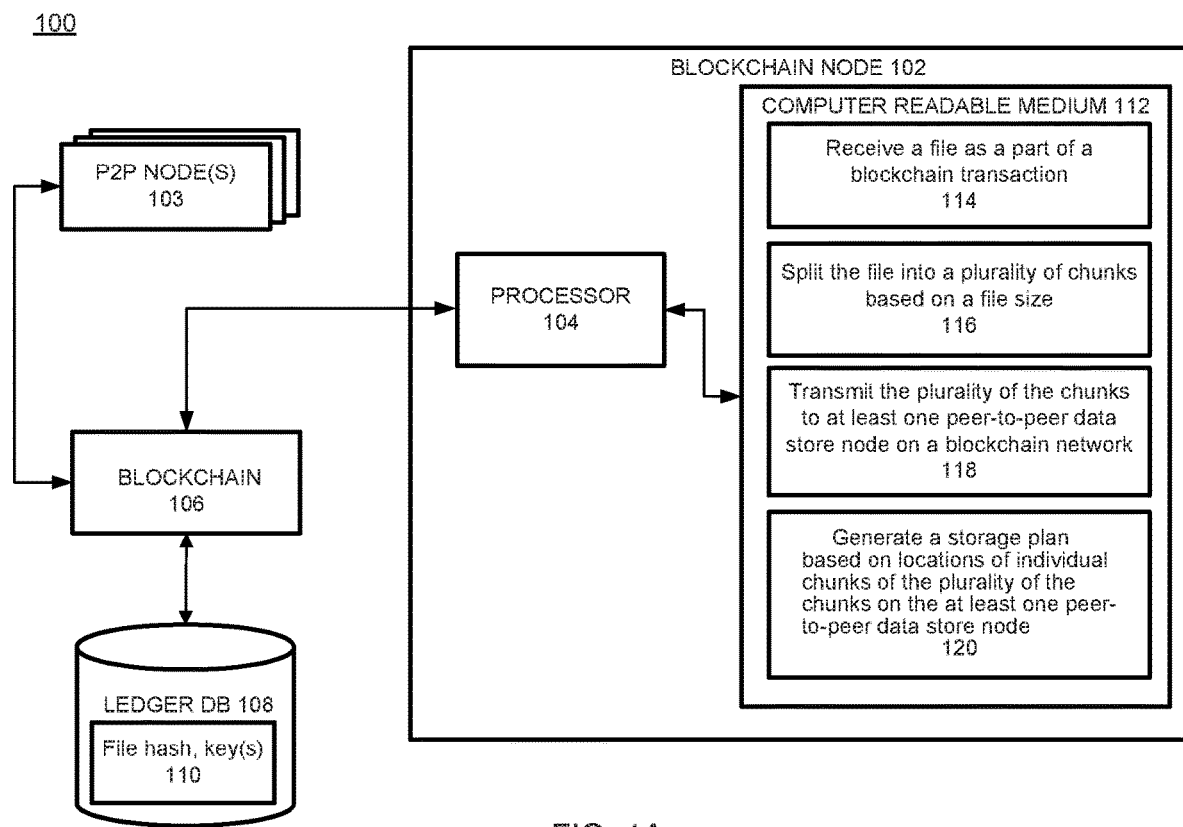 100
BLOCKCHAIN NODE 102
COMPUTER READABLE MEDIUM 112
Receive a file as a part of a
blockchain transaction
114
Split the file into a plurality of chunks
based on a file size
116
Transmit the plurality of the chunks
to at least one peer-to-peer data
store node on a blockchain network
118
Generate a storage plan
based on locations of individual
chunks of the plurality of the
chunks on the at least one peer-
to-peer data store node
120
P2P NODE(S)
103
PROCESSOR
104
BLOCKCHAIN
106
LEDGER DB 108
File hash, key(s)
110